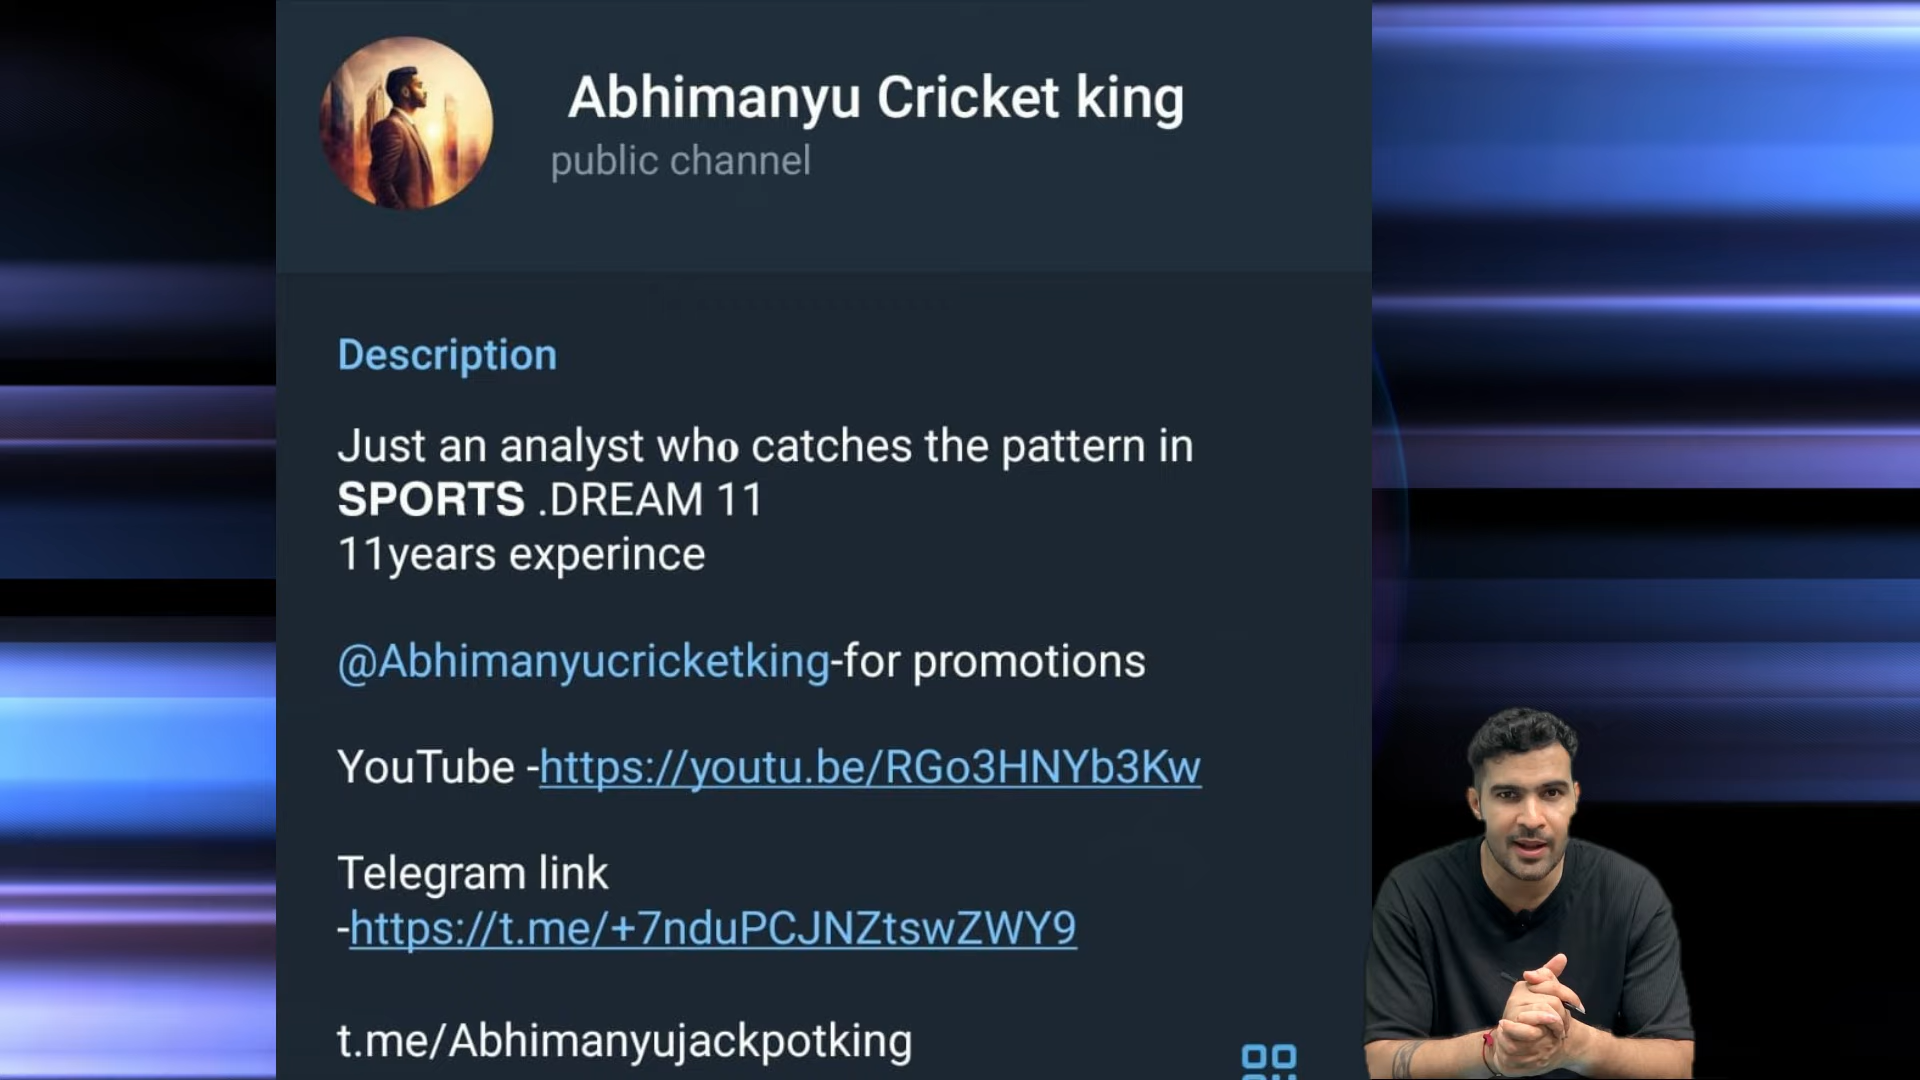 Abhimanyu Cricket king
public channel
Description
Just an analyst who catches the pattern in
SPORTS .DREAM 11
11years experince
@Abhimanyucricketking-for promotions
YouTube -https://youtu.be/RGo3HNYb3Kw
Telegram link
-https://t.me/+7nduPCJNZtswZWY9
t.me/Abhimanyujackpotking